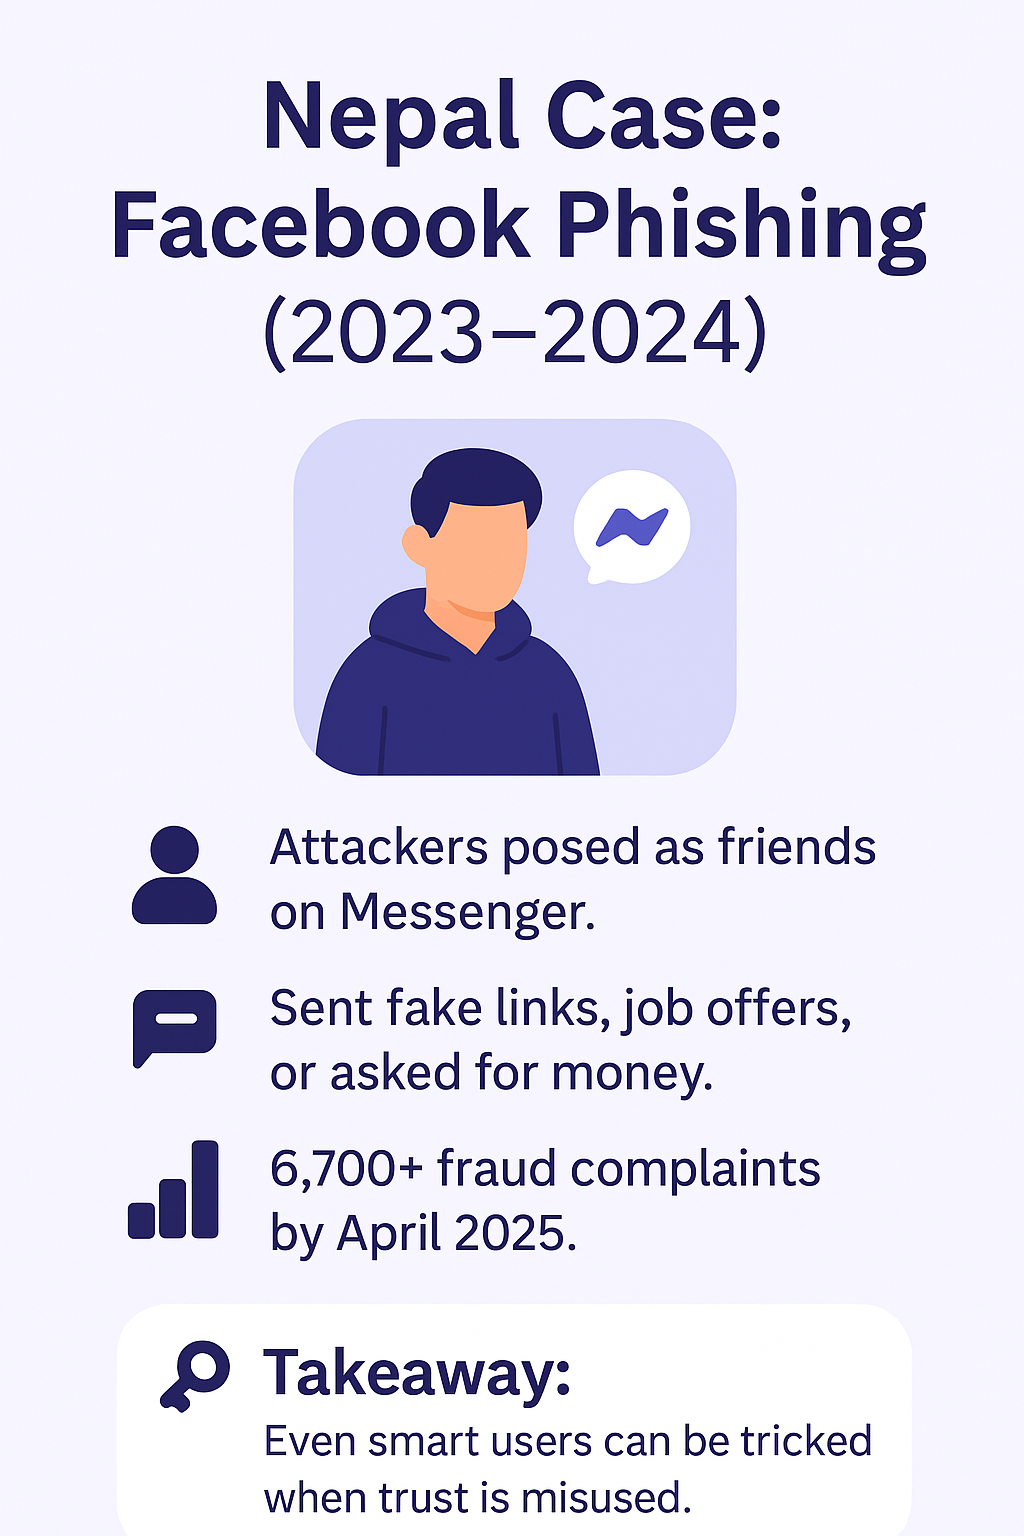 Nepal Case:
Facebook Phishing
(2023–2024)
Attackers posed as friends
on Messenger.
Sent fake links, job offers,
or asked for money.
6,700+ fraud complaints
by April 2025.
Takeaway:
Even smart users can be tricked
when trust is misused.